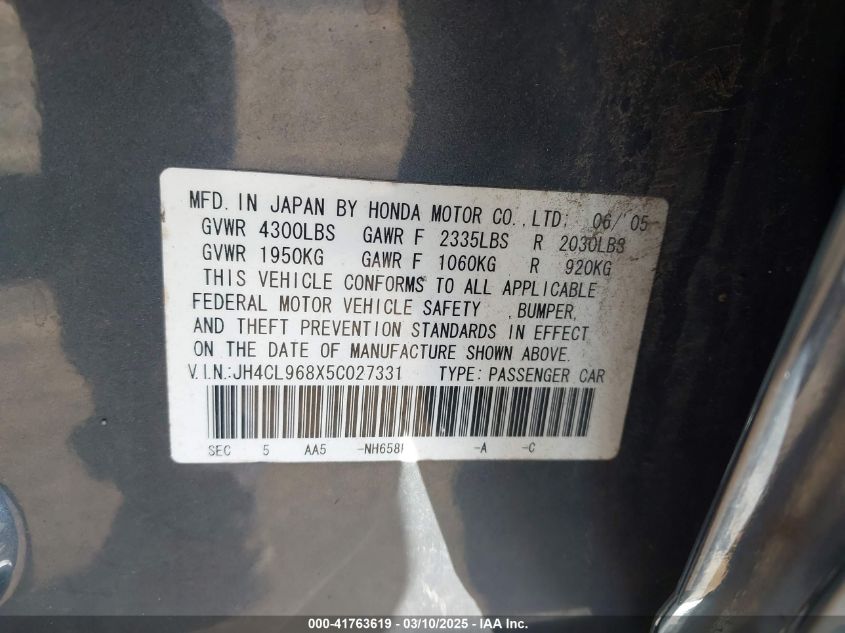 MFD. IN JAPAN BY HONDA MOTOR CO.,LTD; 06/'05
GVWR 4300LBS GAWR F 2335LBS R 2030LBS
GVWR 1950KG GAWR F 1060KG R 920KG
THIS VEHICLE CONFORMS TO ALL APPLICABLE
FEDERAL MOTOR VEHICLE SAFETY ,BUMPER,
AND THEFT PREVENTION STANDARDS IN EFFECT
ON THE DATE OF MANUFACTURE SHOWN ABOVE.
V.I.N.:JH4CL968X5C027331 TYPE: PASSENGER CAR
SEC 5 AA5 -NH658 -A -C
000-41763619 - 03/10/2025 - IAA Inc.